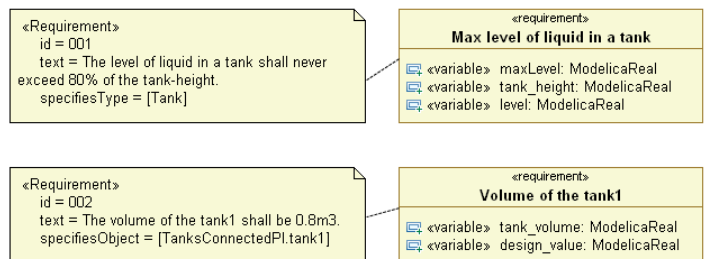 «Requirement»
id = 001
text = The level of liquid in a tank shall never
exceed 80% of the tank-height.
specifiesType = [Tank]
«requirement»
Max level of liquid in a tank
«variable» maxLevel: ModelicaReal
«variable» tank_height: ModelicaReal
«variable» level: ModelicaReal
«Requirement»
id = 002
text = The volume of the tank1 shall be 0.8m3.
specifiesObject = [TanksConnectedPI.tank1]
«requirement»
Volume of the tank1
«variable» tank_volume: ModelicaReal
«variable» design_value: ModelicaReal